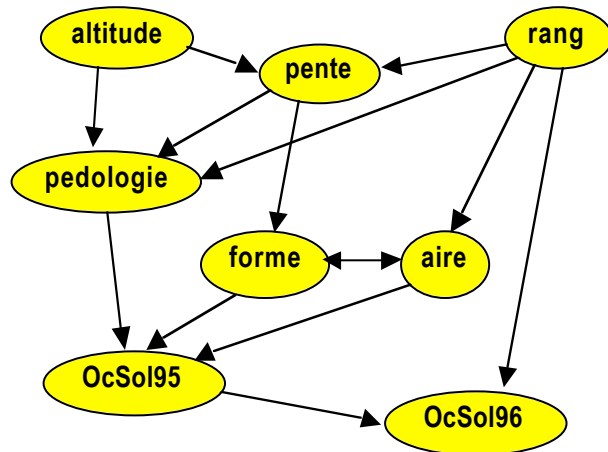 altitude
rang
pente
pedologie
forme
aire
OcSol95
OcSol96